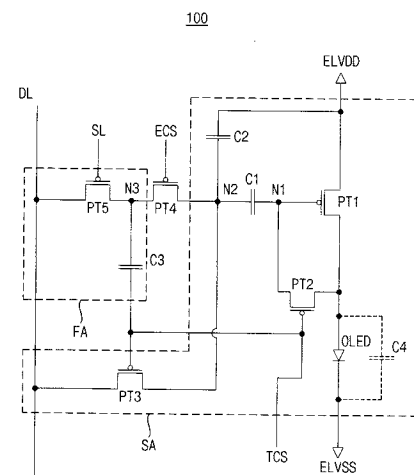 100
ELVDD
DL
SL
ECS
C2
N3
N2
C1
N1
PT5
PT4
PT1
C3
PT2
FA
OLED
C4
PT3
SA
TCS
ELVSS